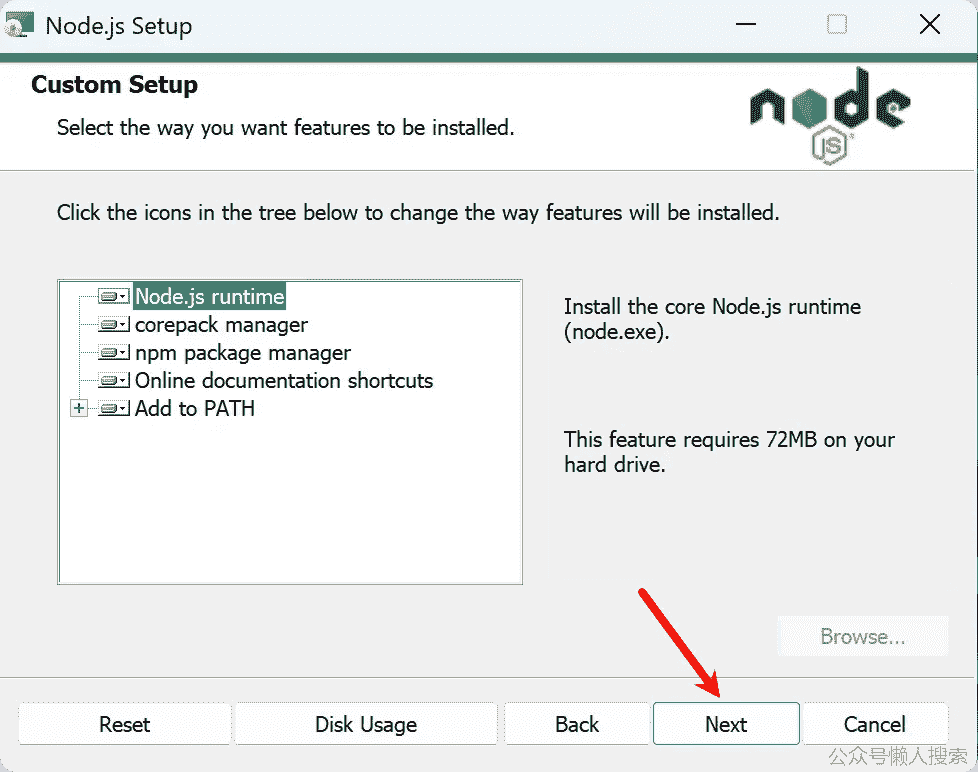 Node.js Setup
Custom Setup
Select the way you want features to be installed.
node
JS
Click the icons in the tree below to change the way features will be installed.
Node.js runtime
corepack manager
npm package manager
Online documentation shortcuts
Add to PATH
Install the core Node.js runtime
(node.exe).
This feature requires 72MB on your
hard drive.
Browse...
Reset
Disk Usage
Back
Next
Cancel
公众号懒人搜索